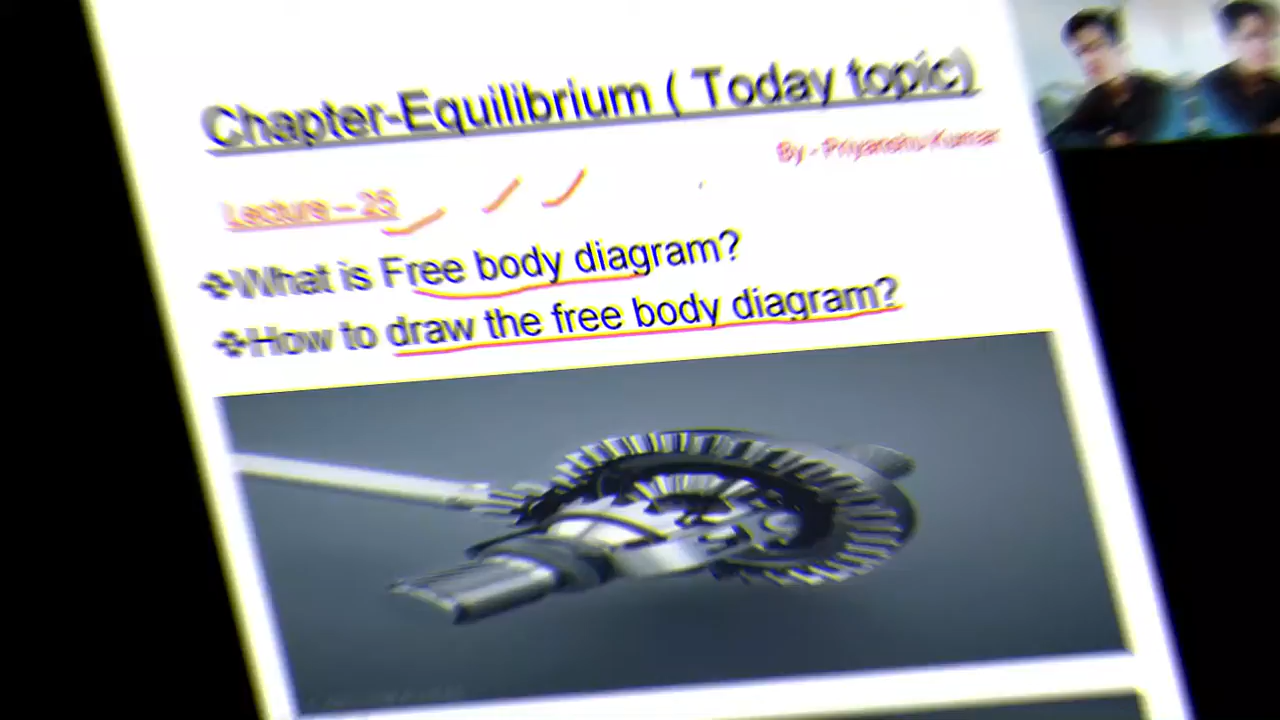 Chapter-Equilibrium ( Today topic)
By - Priyanshu Kumar
Lecture – 25
What is Free body diagram?
How to draw the free body diagram?